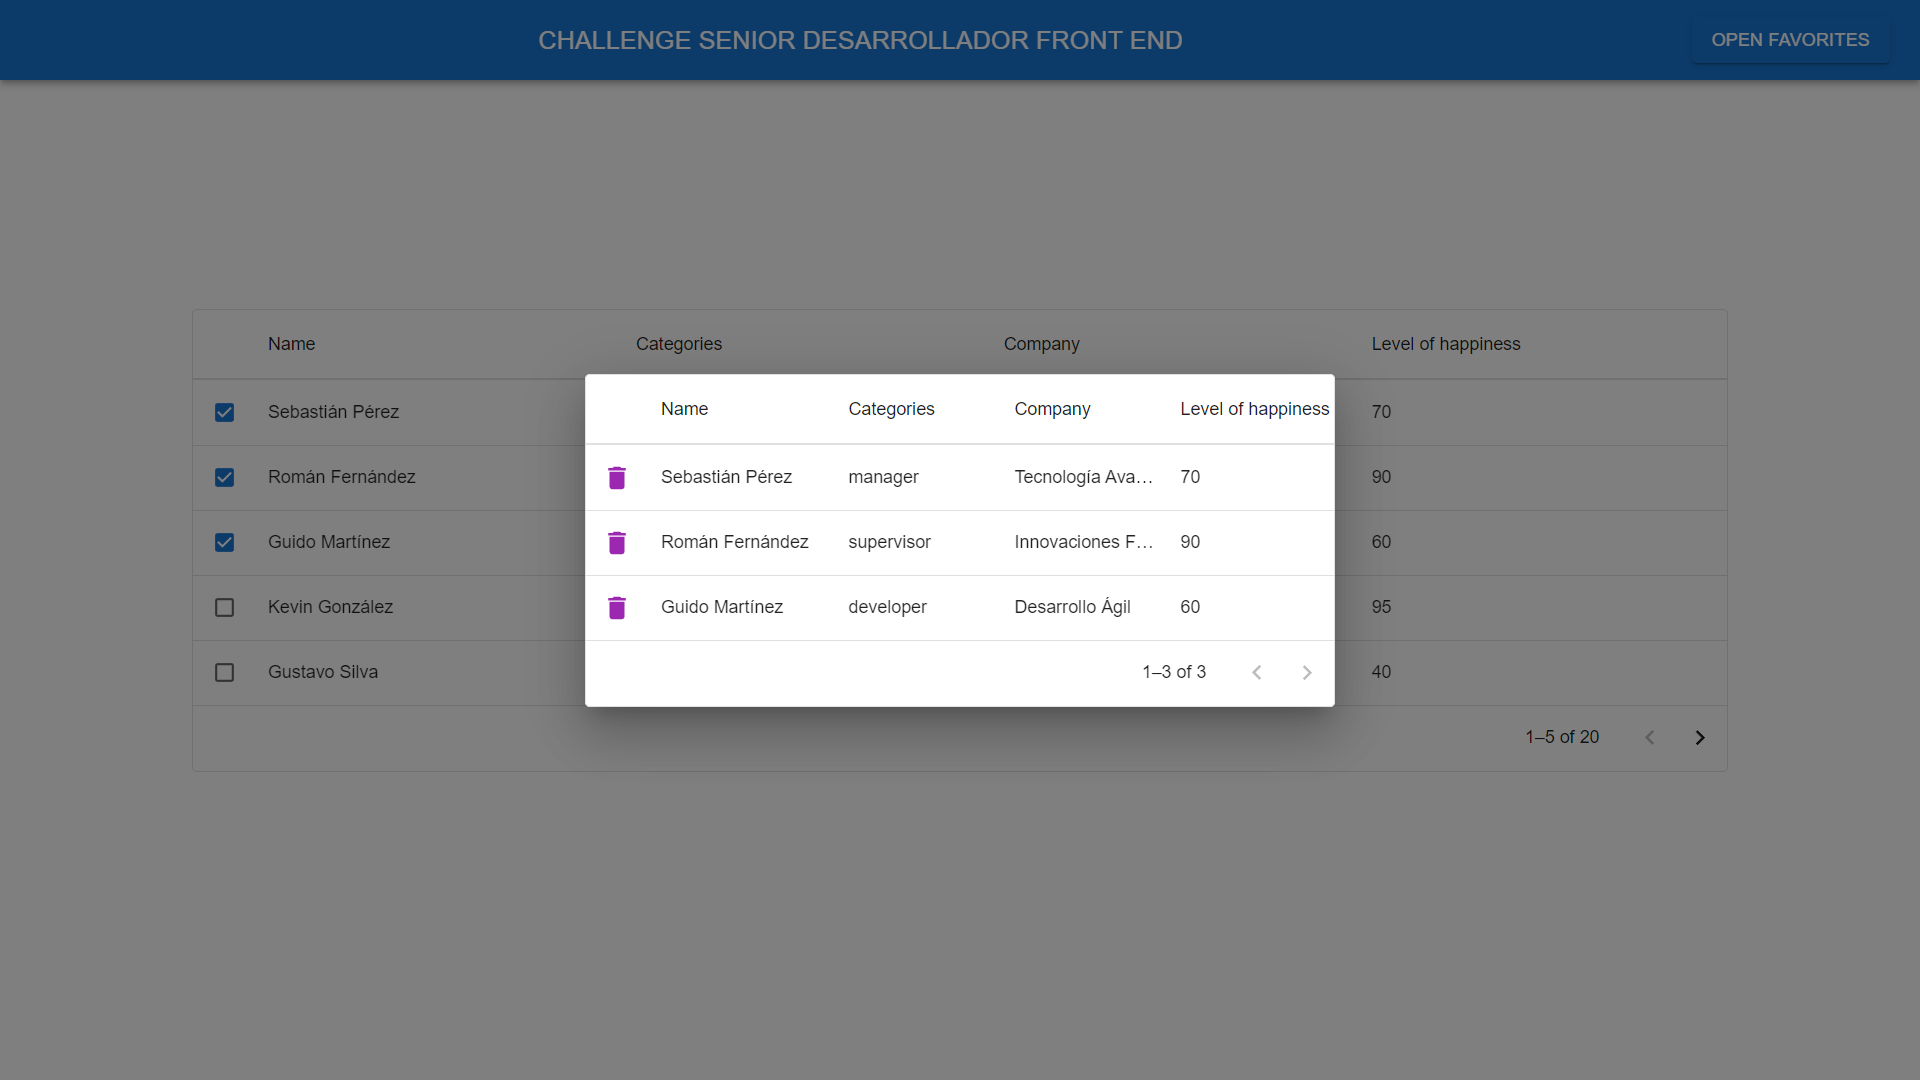 CHALLENGE SENIOR DESARROLLADOR FRONT END
OPEN FAVORITES
Name Categories Company Level of happiness
Sebastián Pérez 70
Román Fernández 90
Guido Martínez 60
Kevin González 95
Gustavo Silva 40
1–5 of 20
Name Categories Company Level of happiness
Sebastián Pérez manager Tecnología Ava… 70
Román Fernández supervisor Innovaciones F… 90
Guido Martínez developer Desarrollo Ágil 60
1–3 of 3